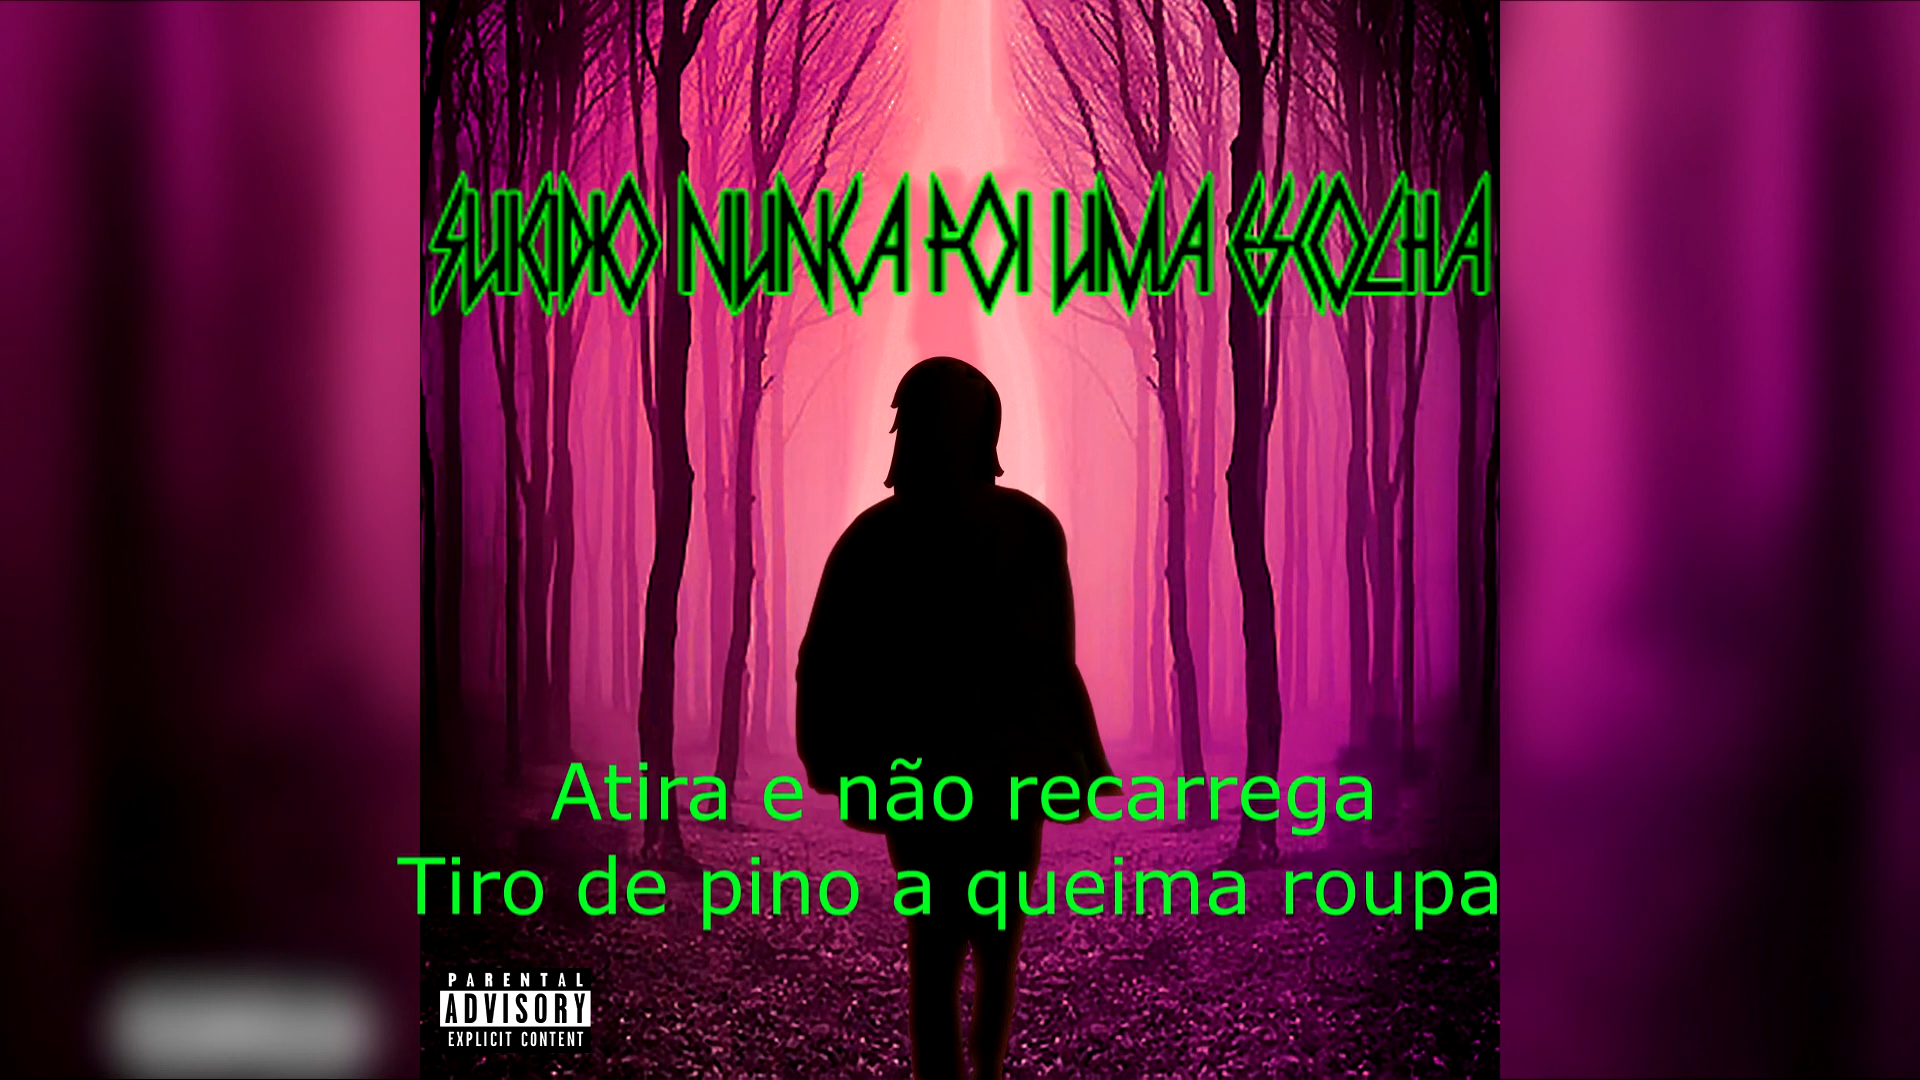 SUICIDIO NUNCA FOI UMA ESCOLHA
Atira e não recarrega
Tiro de pino a queima roupa
PARENTAL
ADVISORY
EXPLICIT CONTENT